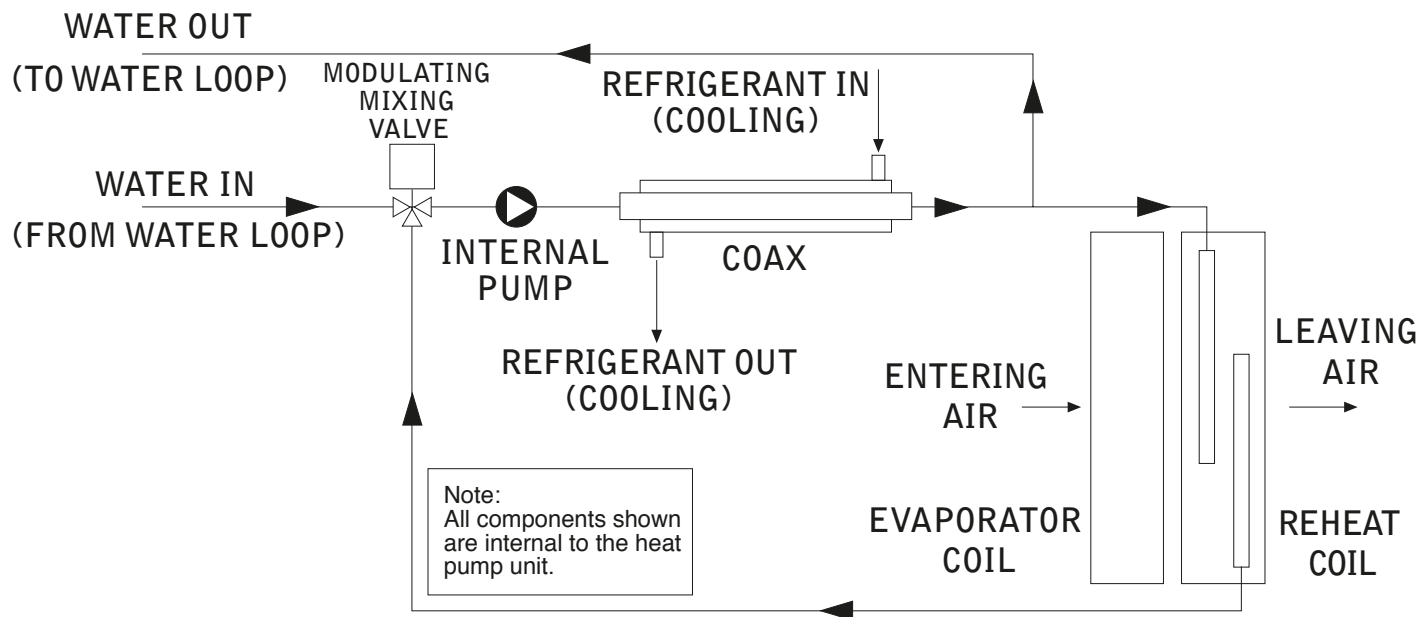 WATER OUT
(TO WATER LOOP)
MODULATING
MIXING
VALVE
REFRIGERANT IN
(COOLING)
WATER IN
(FROM WATER LOOP)
INTERNAL
PUMP
COAX
REFRIGERANT OUT
(COOLING)
ENTERING
AIR
LEAVING
AIR
Note:
All components shown
are internal to the heat
pump unit.
EVAPORATOR
COIL
REHEAT
COIL